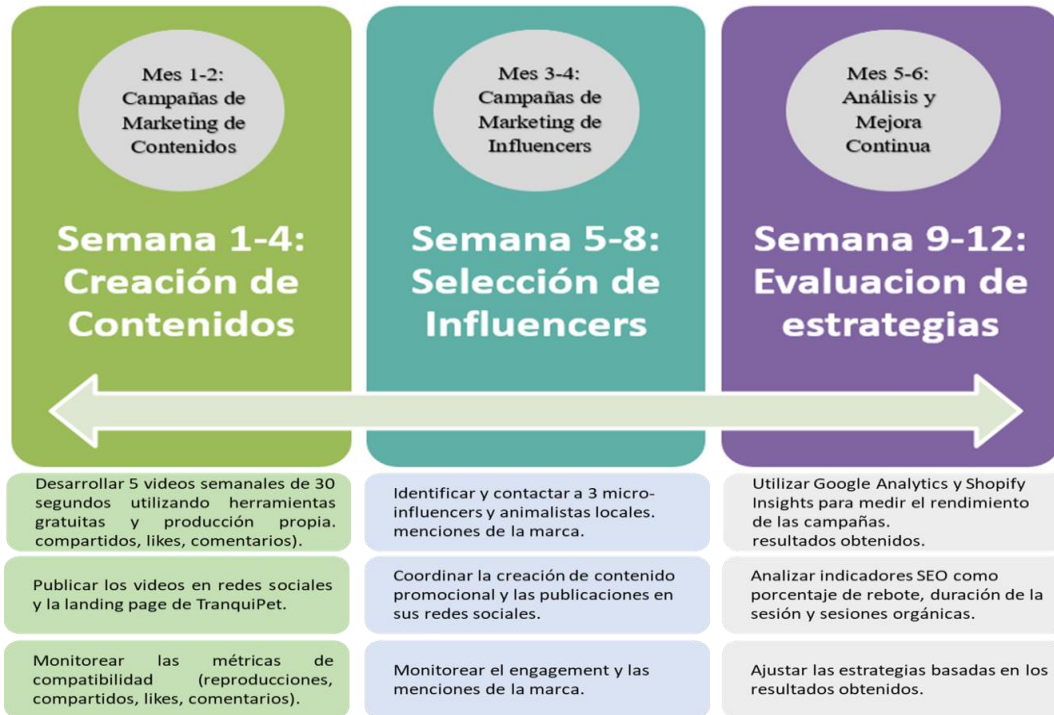 Mes 1-2:
Campañas de
Marketing de
Contenidos
Semana 1-4:
Creación de
Contenidos
Mes 3-4:
Campañas de
Marketing de
Influencers
Semana 5-8:
Selección de
Influencers
Mes 5-6:
Análisis y
Mejora
Continua
Semana 9-12:
Evaluacion de
estrategias
Desarrollar 5 videos semanales de 30
segundos utilizando herramientas
gratuitas y producción propia.
compartidos, likes, comentarios).
Identificar y contactar a 3 micro-
influencers y animalistas locales.
menciones de la marca.
Utilizar Google Analytics y Shopify
Insights para medir el rendimiento
de las campañas.
resultados obtenidos.
Publicar los videos en redes sociales
y la landing page de TranquiPet.
Coordinar la creación de contenido
promocional y las publicaciones en
sus redes sociales.
Analizar indicadores SEO como
porcentaje de rebote, duración de la
sesión y sesiones orgánicas.
Monitorear las métricas de
compatibilidad (reproducciones,
compartidos, likes, comentarios).
Monitorear el engagement y las
menciones de la marca.
Ajustar las estrategias basadas en los
resultados obtenidos.